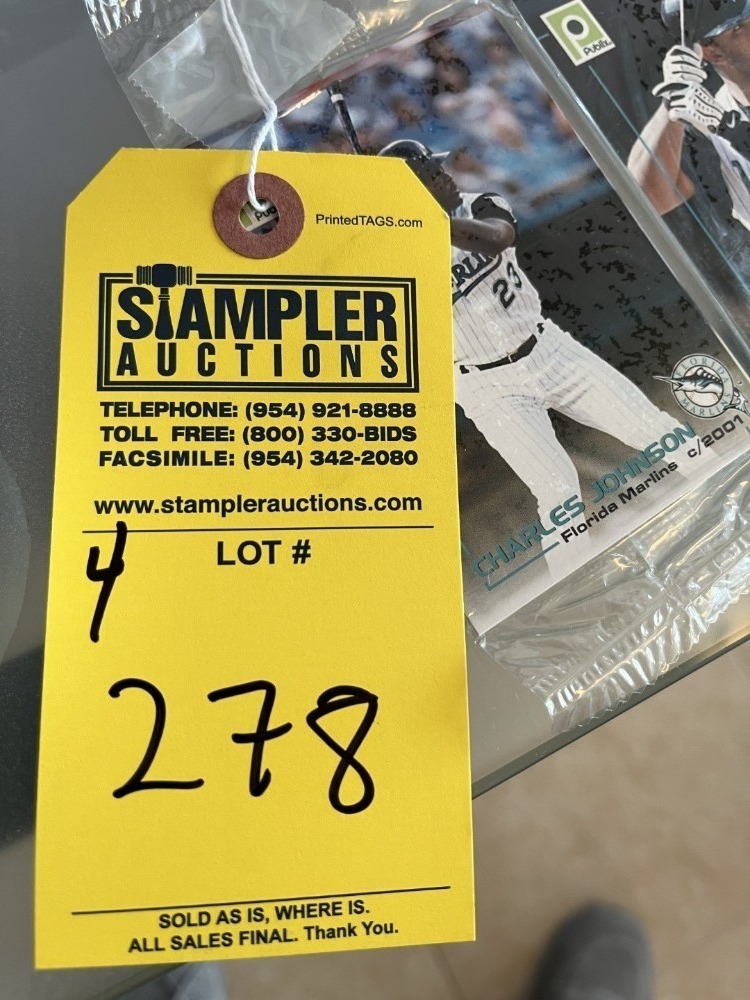 PrintedTAGS.com
STAMPLER
AUCTIONS
TELEPHONE: (954) 921-8888
TOLL FREE: (800) 330-BIDS
FACSIMILE: (954) 342-2080
www.stamplerauctions.com
4 LOT #
278
SOLD AS IS, WHERE IS.
ALL SALES FINAL. Thank You.
P
Publix
23
FLORIDA
MARLINS
CHARLES JOHNSON
Florida Marlins c/2001